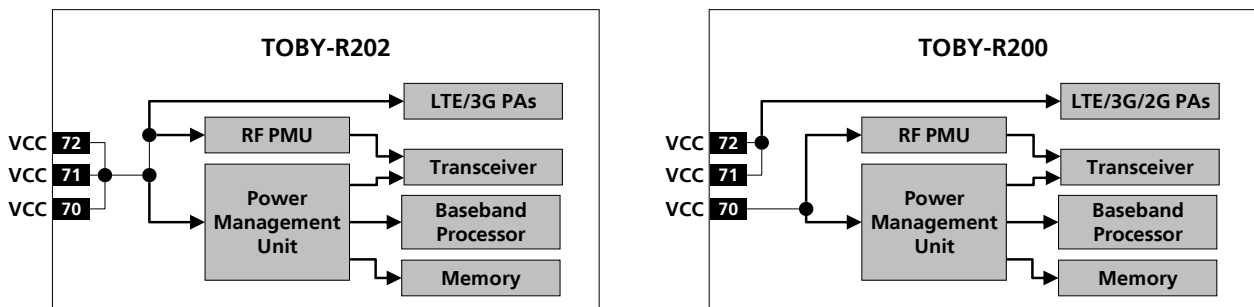 TOBY-R202
LTE/3G PAs
RF PMU
VCC 72
VCC 71
VCC 70
Transceiver
Power
Management
Unit
Baseband
Processor
Memory
TOBY-R200
LTE/3G/2G PAs
RF PMU
VCC 72
VCC 71
VCC 70
Transceiver
Power
Management
Unit
Baseband
Processor
Memory